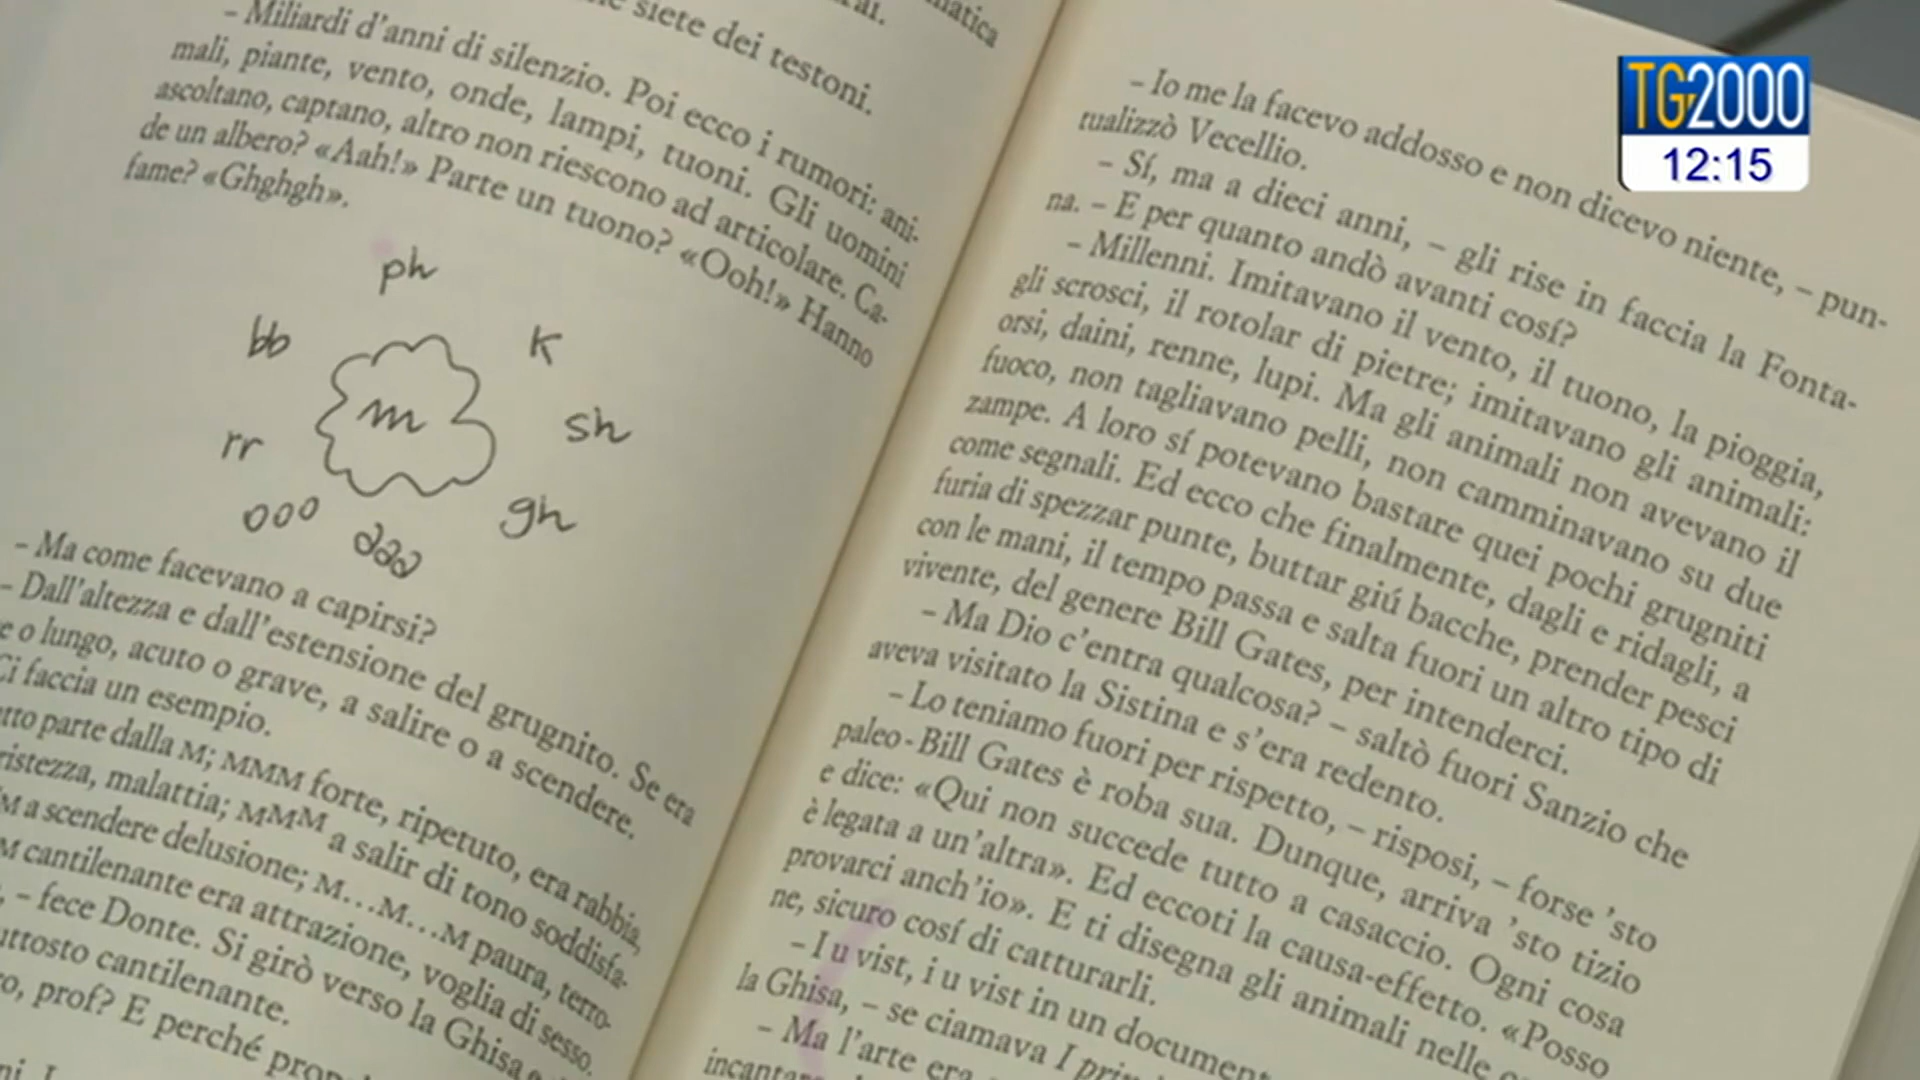 siete dei testoni.
– Miliardi d'anni di silenzio. Poi ecco i rumori: ani-
mali, piante, vento, onde, lampi, tuoni. Gli uomini
ascoltano, captano, altro non riescono ad articolare. Ca-
de un albero? «Aah!» Parte un tuono? «Ooh!» Hanno
fame? «Ghghgh».
ph
bb
K
m
sh
rr
gh
ooo
aaa
– Ma come facevano a capirsi?
– Dall'altezza e dall'estensione del grugnito. Se era
e o lungo, acuto o grave, a salire o a scendere.
Ci faccia un esempio.
tto parte dalla M; MMM forte, ripetuto, era rabbia,
ristezza, malattia; MMM a salir di tono soddisfa-
M a scendere delusione; M...M...M paura, terro-
M cantilenante era attrazione, voglia di sesso.
– fece Donte. Si girò verso la Ghisa
uttosto cantilenante.
ro, prof? E perché
– Io me la facevo addosso e non dicevo niente, – pun-
tualizzò Vecellio.
– Sí, ma a dieci anni, – gli rise in faccia la Fonta-
na. – E per quanto andò avanti cosí?
– Millenni. Imitavano il vento, il tuono, la pioggia,
gli scrosci, il rotolar di pietre; imitavano gli animali:
orsi, daini, renne, lupi. Ma gli animali non avevano il
fuoco, non tagliavano pelli, non camminavano su due
zampe. A loro sí potevano bastare quei pochi grugniti
come segnali. Ed ecco che finalmente, dagli e ridagli, a
furia di spezzar punte, buttar giú bacche, prender pesci
con le mani, il tempo passa e salta fuori un altro tipo di
vivente, del genere Bill Gates, per intenderci.
– Ma Dio c'entra qualcosa? – saltò fuori Sanzio che
aveva visitato la Sistina e s'era redento.
– Lo teniamo fuori per rispetto, – risposi, – forse 'sto
paleo-Bill Gates è roba sua. Dunque, arriva 'sto tizio
e dice: «Qui non succede tutto a casaccio. Ogni cosa
è legata a un'altra». Ed eccoti la causa-effetto. «Posso
provarci anch'io». E ti disegna gli animali nelle
ne, sicuro cosí di catturarli.
– I u vist, i u vist in un document
la Ghisa, – se ciamava I
– Ma l'arte era
TG2000
12:15